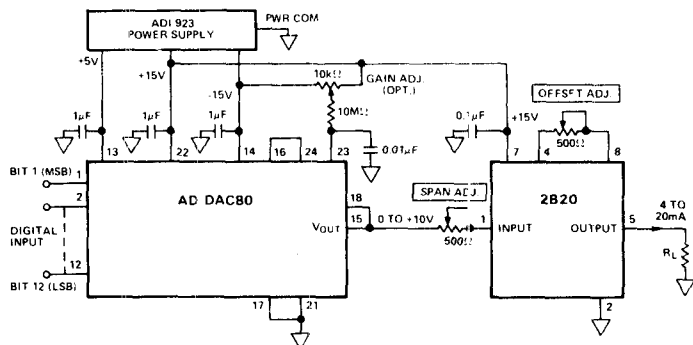 ADI 923
POWER SUPPLY
PWR COM
+5V
+15V
-15V
10kΩ
GAIN ADJ.
(OPT.)
10MΩ
1µF
1µF
1µF
0.01µF
0.1µF
+15V
OFFSET ADJ.
500Ω
13
22
14
16
24
23
7
4
8
BIT 1 (MSB)
1
2
DIGITAL
INPUT
12
BIT 12 (LSB)
AD DAC80
18
15
VOUT
0 TO +10V
SPAN ADJ.
500Ω
1
INPUT
2B20
OUTPUT
5
4 TO
20mA
RL
17
21
2